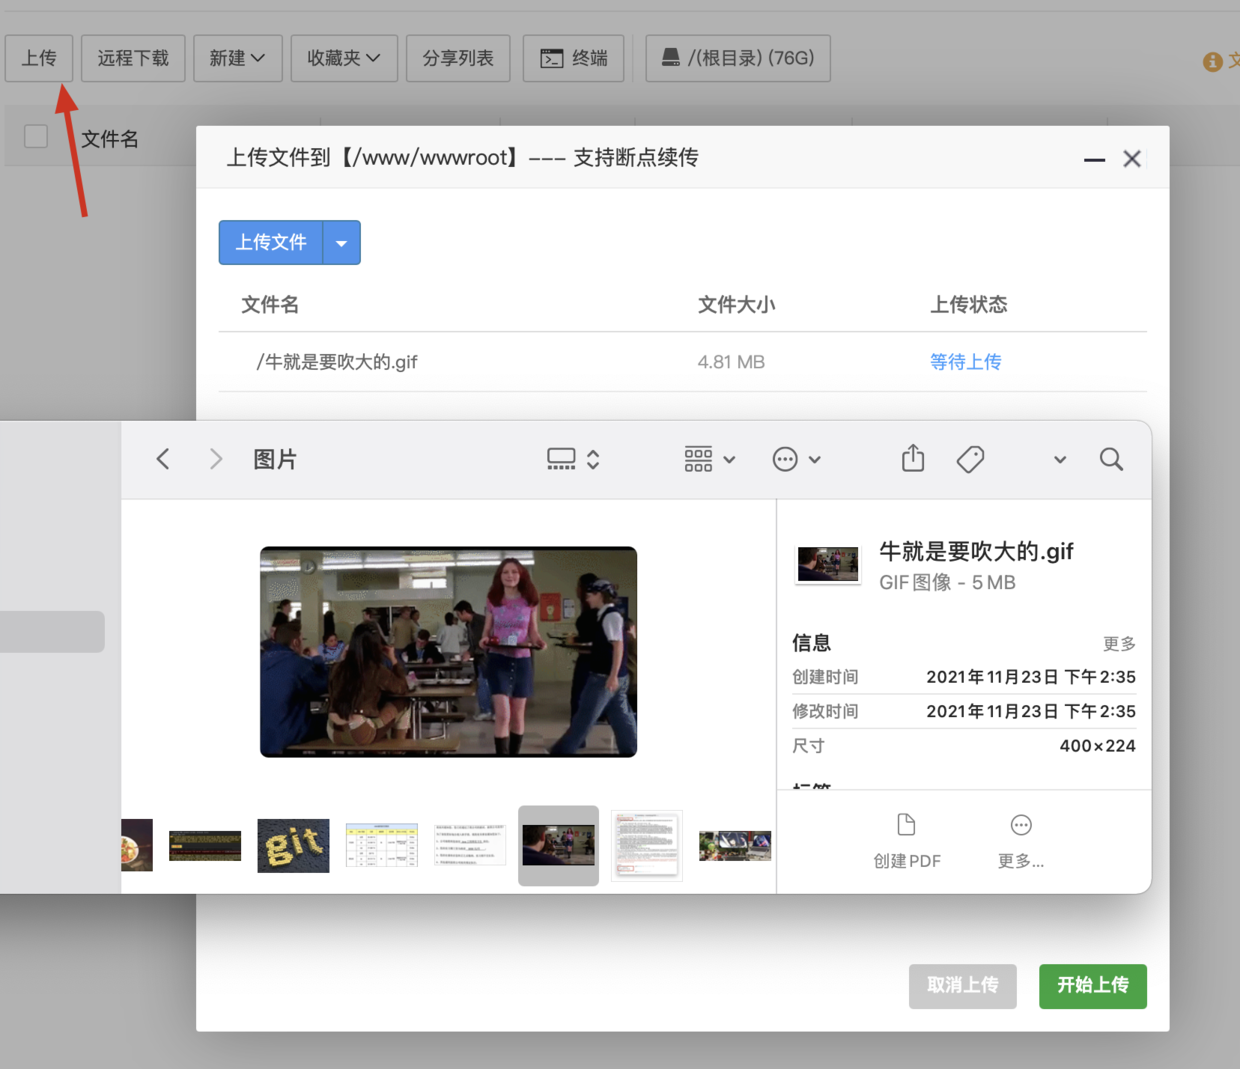 上传
远程下载
新建
收藏夹
分享列表
终端
/(根目录) (76G)
文
文件名
上传文件到【/www/wwwroot】--- 支持断点续传
上传文件
文件名
文件大小
上传状态
/牛就是要吹大的.gif
4.81 MB
等待上传
图片
牛就是要吹大的.gif
GIF图像 - 5 MB
信息
更多
创建时间
2021年11月23日 下午2:35
修改时间
2021年11月23日 下午2:35
尺寸
400×224
git
创建PDF
更多...
取消上传
开始上传